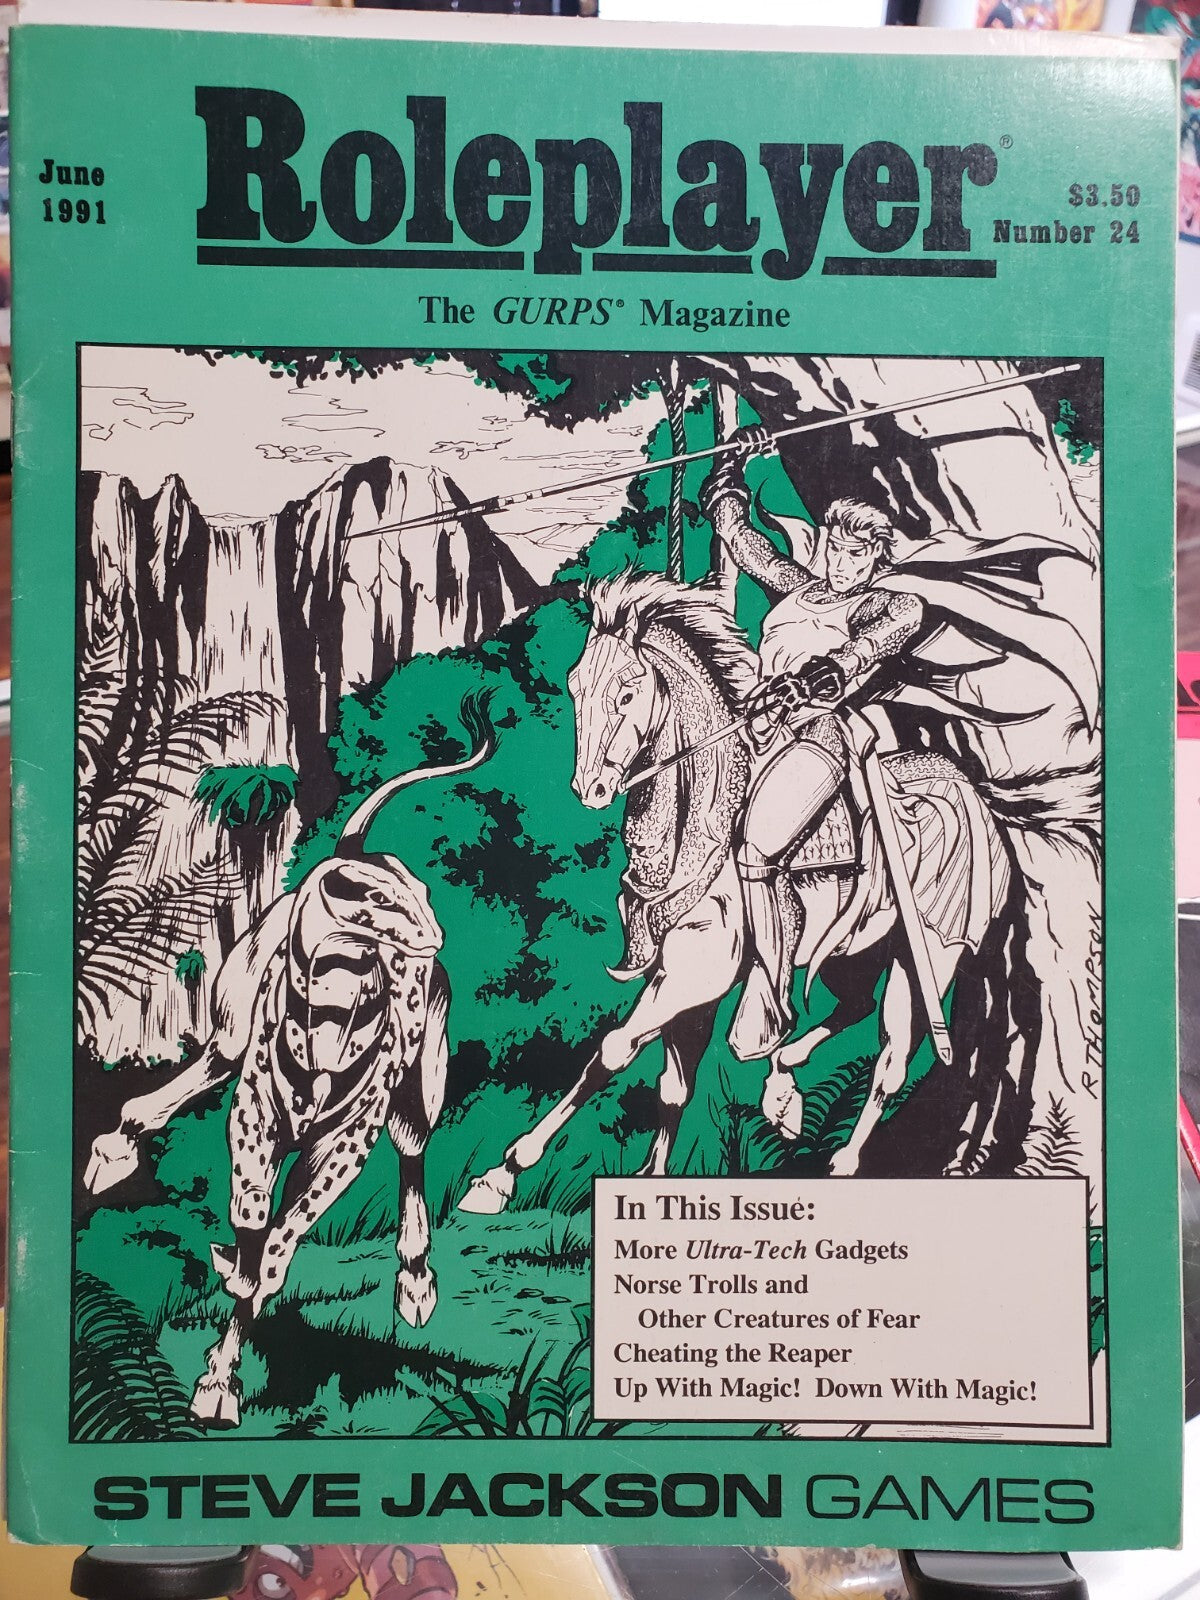 June
1991
Roleplayer®
$3.50
Number 24
The GURPS® Magazine
R THOMPSON
In This Issue:
More Ultra-Tech Gadgets
Norse Trolls and
Other Creatures of Fear
Cheating the Reaper
Up With Magic! Down With Magic!
STEVE JACKSON GAMES